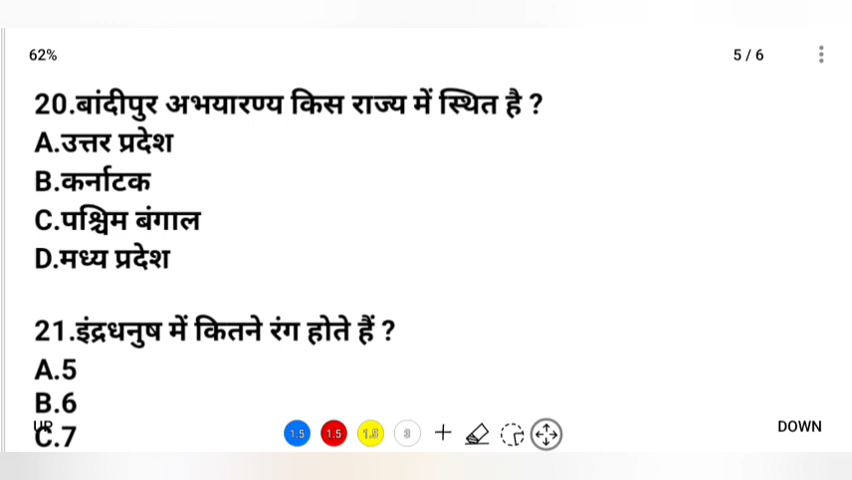 62%
5 / 6
20.बांदीपुर अभयारण्य किस राज्य में स्थित है ?
A.उत्तर प्रदेश
B.कर्नाटक
C.पश्चिम बंगाल
D.मध्य प्रदेश
21.इंद्रधनुष में कितने रंग होते हैं ?
A.5
B.6
UP
C.7
1.5 1.5 1.5 3
DOWN